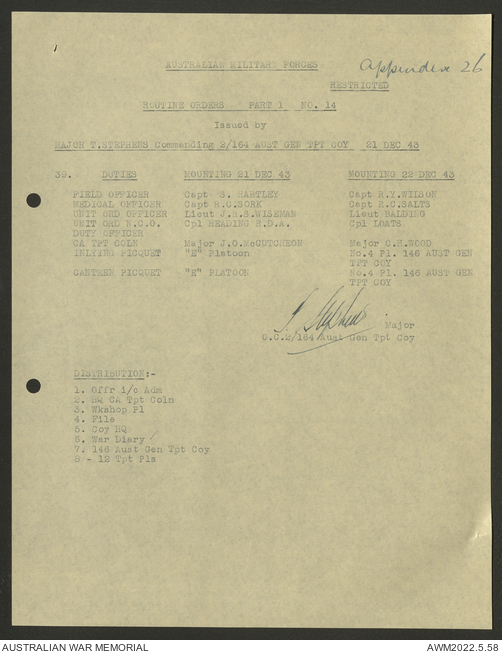 AUSTRALIAN MILITARY FORCES
Appendix 26
RESTRICTED
ROUTINE ORDERS PART 1 NO. 14
Issued by
MAJOR T.STEPHENS Commanding 2/164 AUST GEN TPT COY 21 DEC 43
39. DUTIES MOUNTING 21 DEC 43 MOUNTING 22 DEC 43
FIELD OFFICER Capt S. HARTLEY Capt R.Y.WILSON
MEDICAL OFFICER Capt R.C.SORK Capt R.C.SALTS
UNIT ORD OFFICER Lieut J.R.S.WISEMAN Lieut BALDING
UNIT ORD N.C.O. Cpl HEADING R.D.A. Cpl LOATS
DUTY OFFICER
CA TPT COLN Major J.O.McCUTCHEON Major C.H.WOOD
INLYING PICQUET "E" Platoon No.4 Pl. 146 AUST GEN
TPT COY
CANTEEN PICQUET "E" PLATOON No.4 Pl. 146 AUST GEN
TPT COY
T. Stephens Major
O.C.2/164 Aust Gen Tpt Coy
DISTRIBUTION:-
1. Offr i/c Adm
2. HQ CA Tpt Coln
3. Wkshop Pl
4. File
5. Coy HQ
6. War Diary
7. 146 Aust Gen Tpt Coy
8 - 12 Tpt Pls
AUSTRALIAN WAR MEMORIAL
AWM2022.5.58